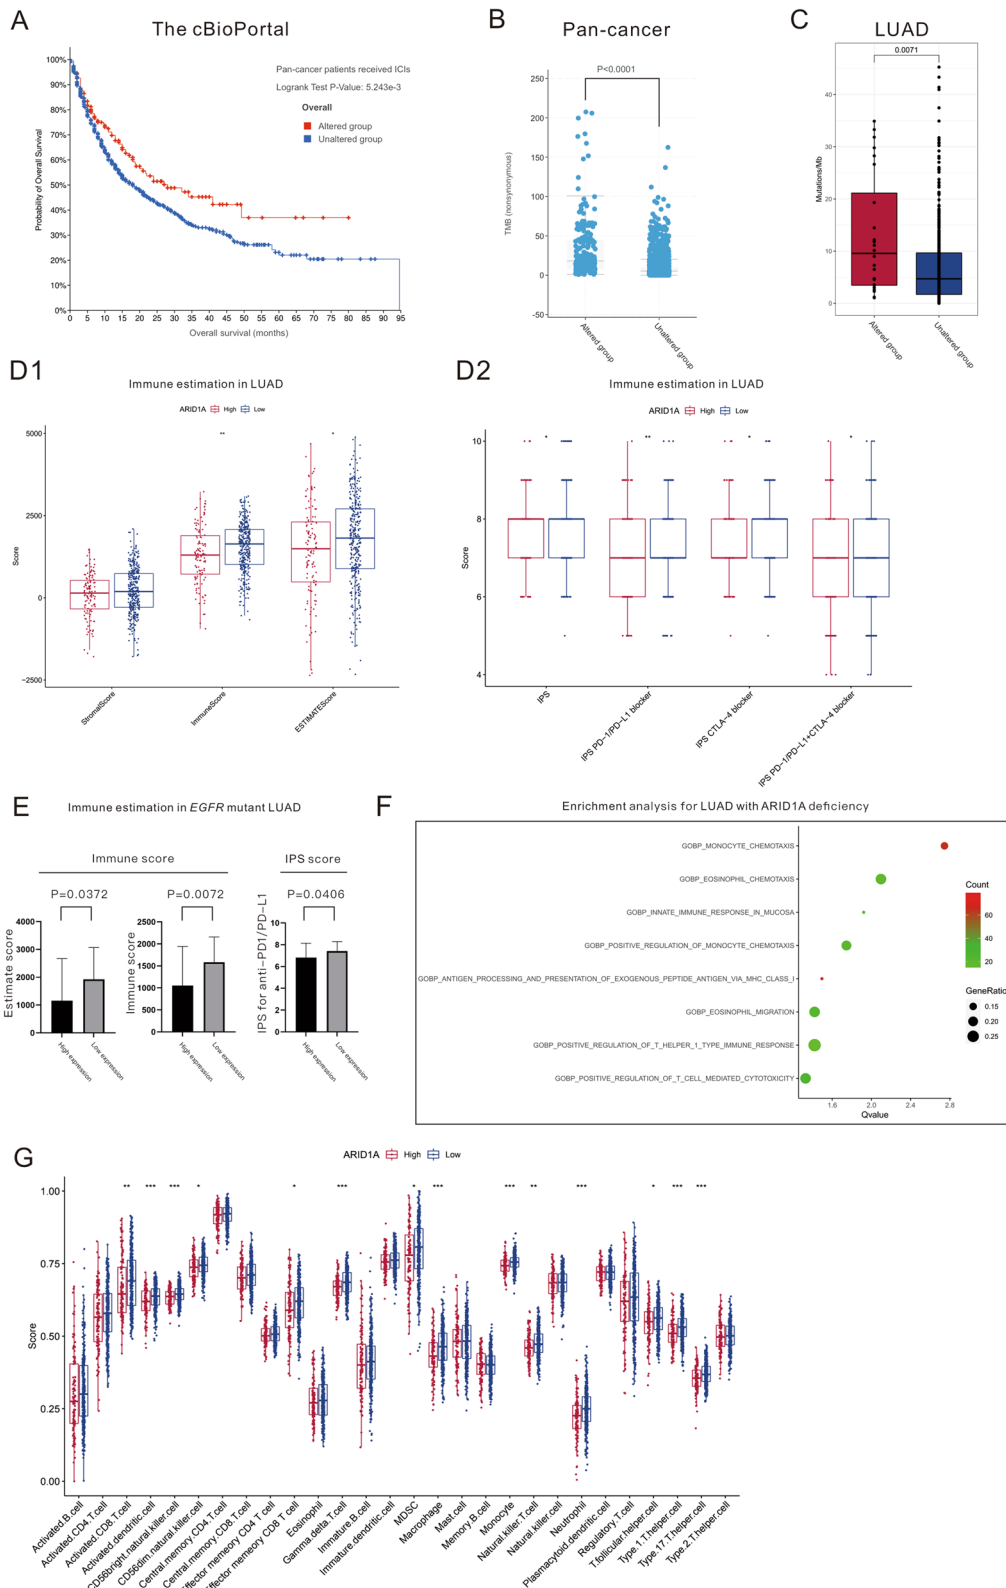 A
The cBioPortal
Pan-cancer patients received ICIs
Logrank Test P-Value: 5.243e-3
Overall
Altered group
Unaltered group
Probability of Overall Survival
100%
90%
80%
70%
60%
50%
40%
30%
20%
10%
0%
0 5 10 15 20 25 30 35 40 45 50 55 60 65 70 75 80 85 90 95
Overall survival (months)
B
Pan-cancer
P<0.0001
TMB (nonsynonymous)
250
200
150
100
50
0
-50
Altered group
Unaltered group
C
LUAD
0.0071
Mutations/Mb
40
30
20
10
0
Altered group
Unaltered group
D1
Immune estimation in LUAD
ARID1A High Low
**
*
Score
5000
2500
0
−2500
StromalScore
ImmuneScore
ESTIMATEScore
D2
Immune estimation in LUAD
ARID1A High Low
*
**
*
*
Score
10
8
6
4
IPS
IPS PD−1/PD−L1 blocker
IPS CTLA−4 blocker
IPS PD−1/PD−L1+CTLA−4 blocker
E
Immune estimation in EGFR mutant LUAD
Immune score
IPS score
P=0.0372
P=0.0072
P=0.0406
Estimate score
4000
3000
2000
1000
0
High expression
Low expression
Immune score
2500
2000
1500
1000
500
0
High expression
Low expression
IPS for anti-PD1/PD-L1
10
8
6
4
2
0
High expression
Low expression
F
Enrichment analysis for LUAD with ARID1A deficiency
GOBP_MONOCYTE_CHEMOTAXIS
GOBP_EOSINOPHIL_CHEMOTAXIS
GOBP_INNATE_IMMUNE_RESPONSE_IN_MUCOSA
GOBP_POSITIVE_REGULATION_OF_MONOCYTE_CHEMOTAXIS
GOBP_ANTIGEN_PROCESSING_AND_PRESENTATION_OF_EXOGENOUS_PEPTIDE_ANTIGEN_VIA_MHC_CLASS_I
GOBP_EOSINOPHIL_MIGRATION
GOBP_POSITIVE_REGULATION_OF_T_HELPER_1_TYPE_IMMUNE_RESPONSE
GOBP_POSITIVE_REGULATION_OF_T_CELL_MEDIATED_CYTOTOXICITY
1.6 2.0 2.4 2.8
Qvalue
Count
60
40
20
GeneRatio
0.15
0.20
0.25
G
ARID1A High Low
** *** *** * * *** * *** *** ** *** * *** ***
Score
1.00
0.75
0.50
0.25
0.00
Activated.B.cell
Activated.CD4.T.cell
Activated.CD8.T.cell
Activated.dendritic.cell
CD56bright.natural.killer.cell
CD56dim.natural.killer.cell
Central.memory.CD4.T.cell
Central.memory.CD8.T.cell
Effector memory CD4 T cell
Effector memory CD8 T cell
Eosinophil
Gamma delta T.cell
Immature.B.cell
Immature.dendritic.cell
MDSC
Macrophage
Mast.cell
Memory.B.cell
Monocyte
Natural.killer.T.cell
Natural.killer.cell
Neutrophil
Plasmacytoid.dendritic.cell
Regulatory.T.cell
T.follicular.helper.cell
Type.1.T.helper.cell
Type.17.T.helper.cell
Type.2.T.helper.cell